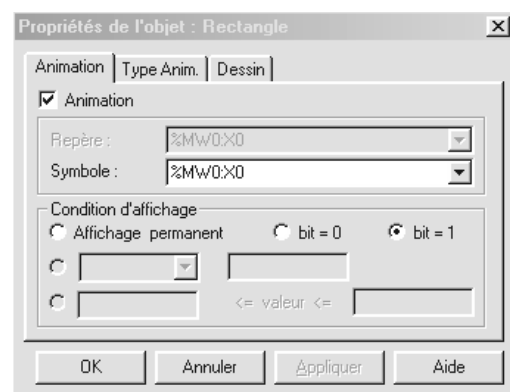 Propriétés de l'objet : Rectangle
Animation Type Anim. Dessin
Animation
Repère : %MW0:X0
Symbole : %MW0:X0
Condition d'affichage
Affichage permanent bit = 0 bit = 1
<= valeur <=
OK Annuler Appliquer Aide